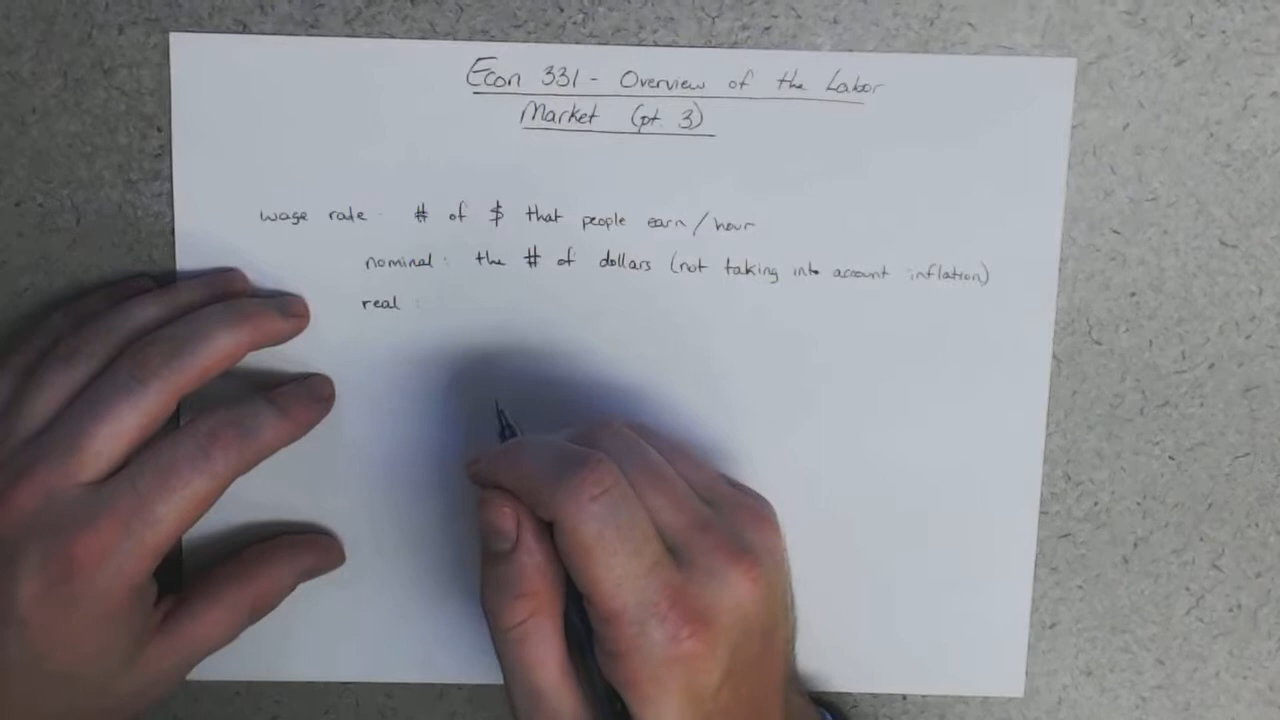 Econ 331 - Overview of the Labor
Market (pt. 3)
wage rate: # of $ that people earn/hour
nominal: the # of dollars (not taking into account inflation)
real: